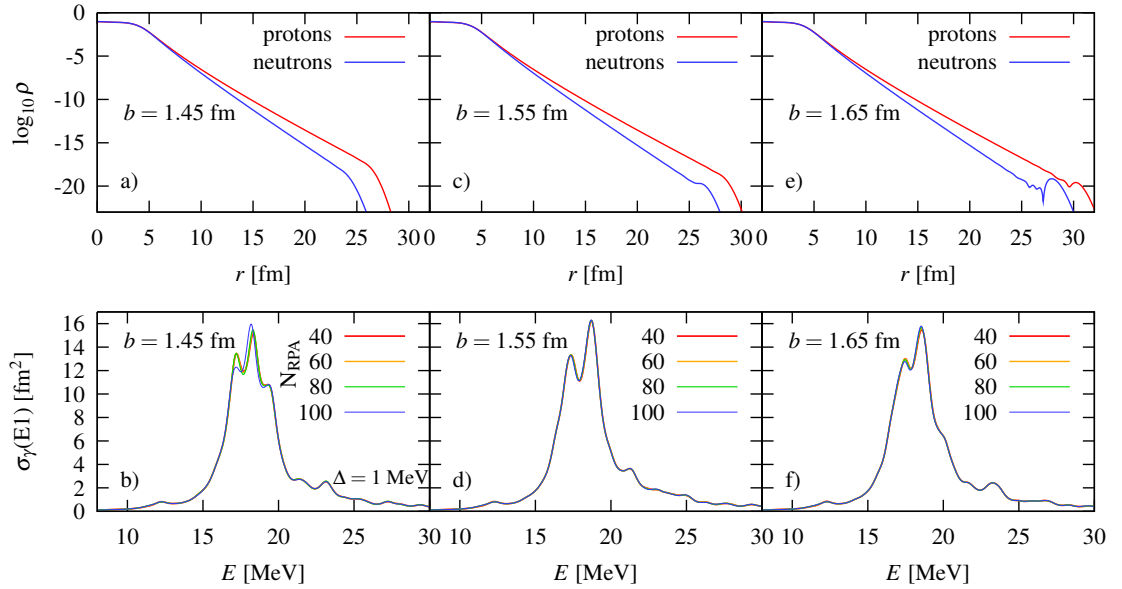 0
-5
-10
-15
-20
log₁₀ρ
protons
neutrons
b = 1.45 fm
a)
0 5 10 15 20 25 30
r [fm]
protons
neutrons
b = 1.55 fm
c)
0 5 10 15 20 25 30
r [fm]
protons
neutrons
b = 1.65 fm
e)
0 5 10 15 20 25 30
r [fm]
16
14
12
10
8
6
4
2
0
σγ(E1) [fm²]
b = 1.45 fm
N_RPA
40
60
80
100
b)
Δ = 1 MeV
10 15 20 25 30
E [MeV]
b = 1.55 fm
40
60
80
100
d)
10 15 20 25 30
E [MeV]
b = 1.65 fm
40
60
80
100
f)
10 15 20 25 30
E [MeV]